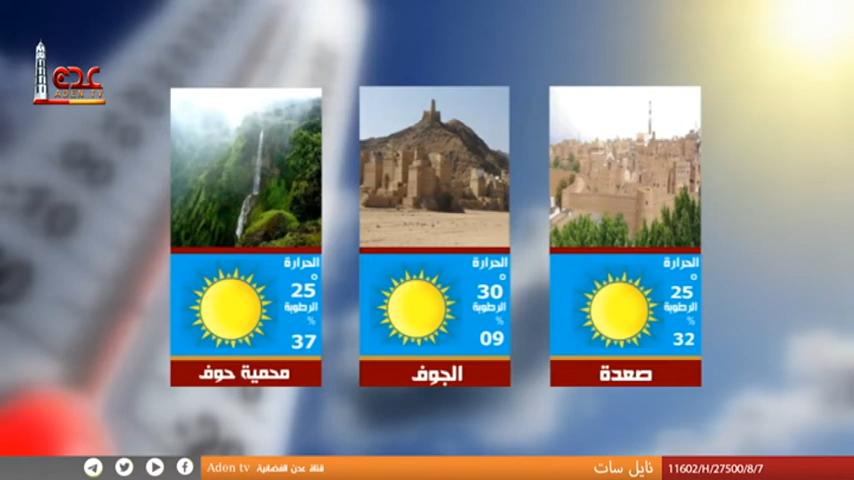 عدن
ADEN TV
الحرارة
°
25
الرطوبة
%
32
صعدة
الحرارة
°
30
الرطوبة
%
09
الجوف
الحرارة
°
25
الرطوبة
%
37
محمية حوف
Aden tv قناة عدن الفضائية
نايل سات
11602/H/27500/8/7